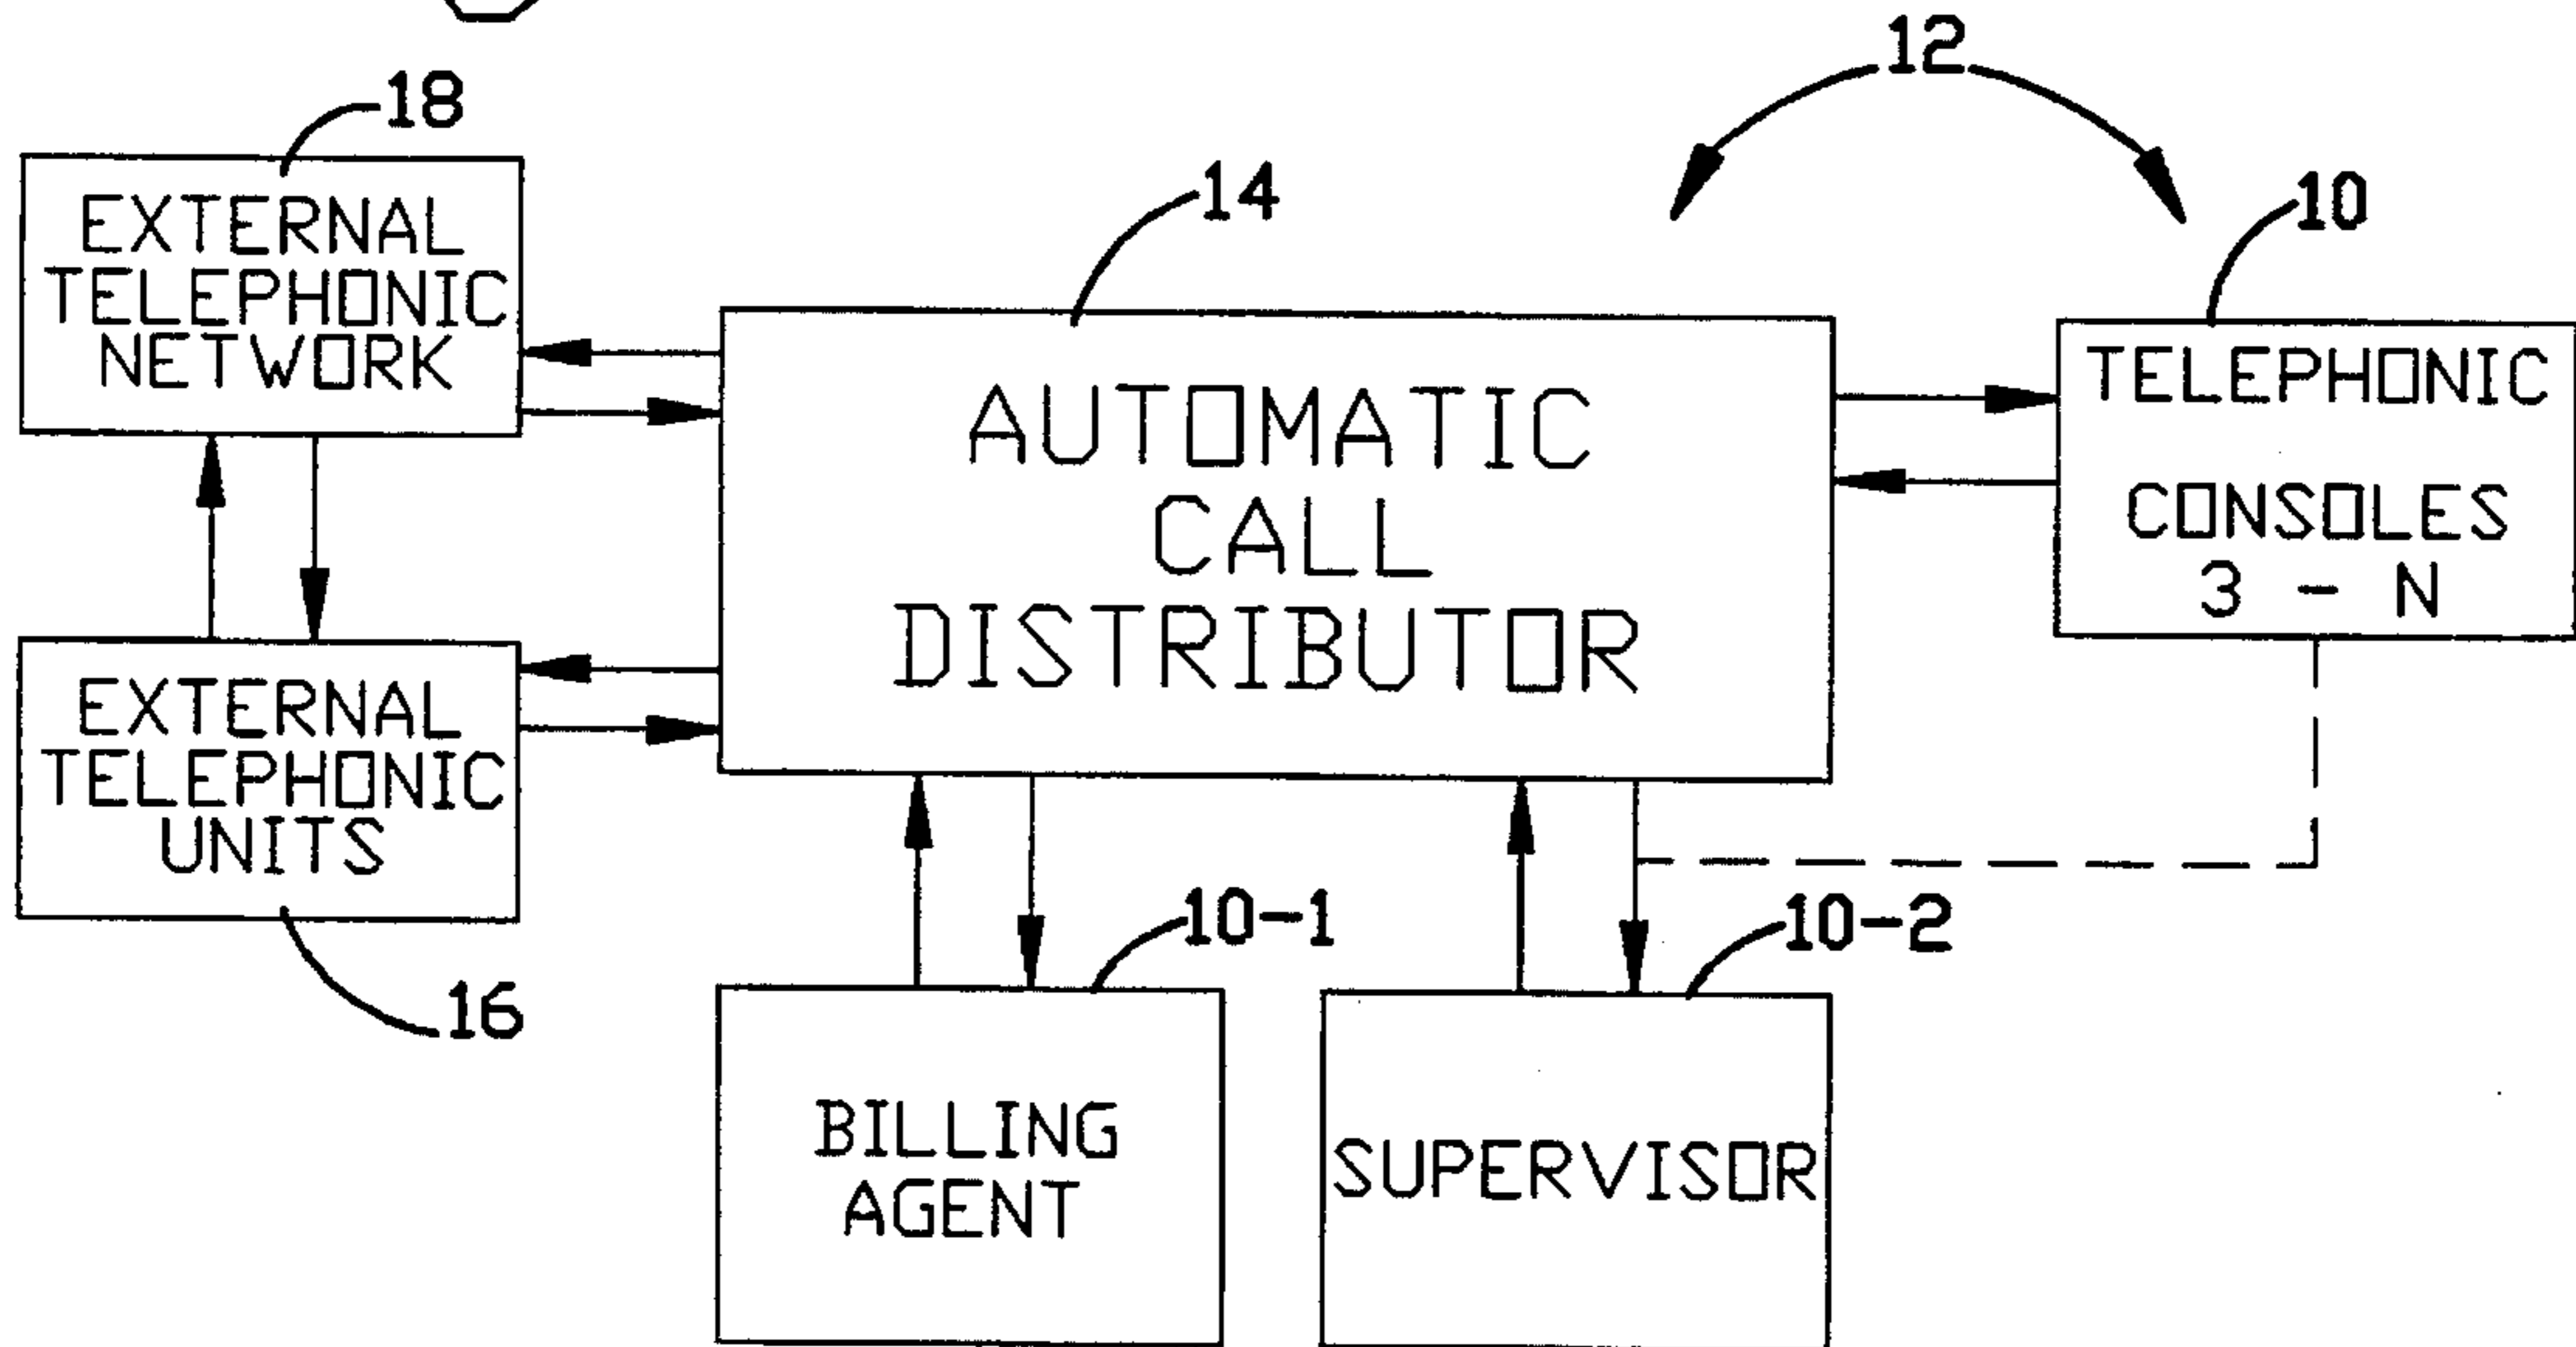 12
18
14
10
EXTERNAL
TELEPHONIC
NETWORK
AUTOMATIC
CALL
DISTRIBUTOR
TELEPHONIC
CONSOLES
3 - N
EXTERNAL
TELEPHONIC
UNITS
16
10-1
10-2
BILLING
AGENT
SUPERVISOR